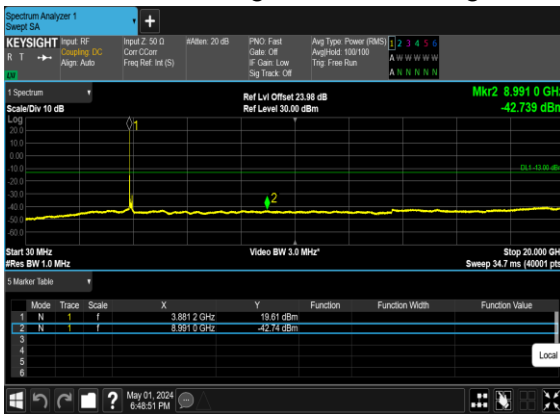 Spectrum Analyzer 1
Swept SA
+
KEYSIGHT
R T
LV
Input: RF
Coupling: DC
Align: Auto
Input Z: 50 Ω
Corr CCorr
Freq Ref: Int (S)
#Atten: 20 dB
PNO: Fast
Gate: Off
IF Gain: Low
Sig Track: Off
Avg Type: Power (RMS)
Avg|Hold: 100/100
Trig: Free Run
1 2 3 4 5 6
A W W W W W
A N N N N N
1 Spectrum
Scale/Div 10 dB
Ref Lvl Offset 23.98 dB
Ref Level 30.00 dBm
Mkr2 8.991 0 GHz
-42.739 dBm
Log
20.0
10.0
0.00
-10.0
-20.0
-30.0
-40.0
-50.0
-60.0
1
2
DL1 -13.00 dBm
Start 30 MHz
#Res BW 1.0 MHz
Video BW 3.0 MHz*
Stop 20.000 GH
Sweep 34.7 ms (40001 pts
5 Marker Table
Mode Trace Scale X Y Function Function Width Function Value
1 N 1 f 3.881 2 GHz 19.61 dBm
2 N 1 f 8.991 0 GHz -42.74 dBm
3
4
5
6
Local
?
May 01, 2024
6:48:51 PM